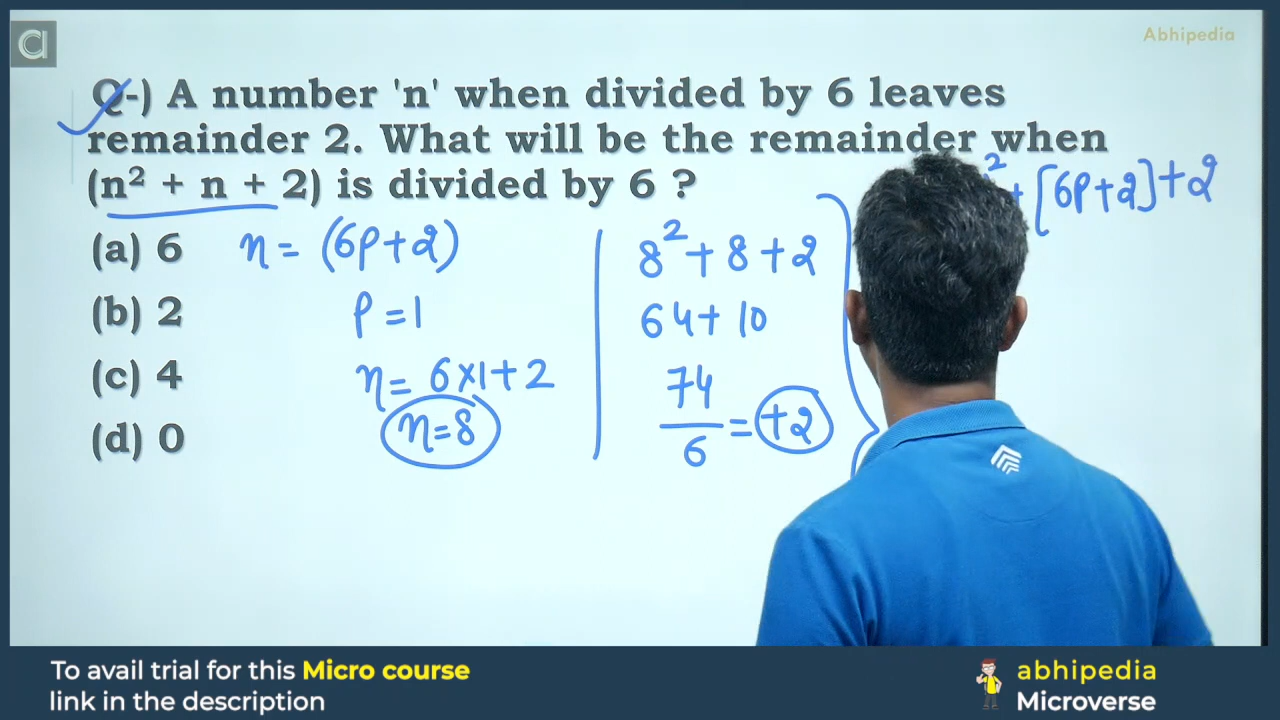 a
Abhipedia
Q-) A number 'n' when divided by 6 leaves
remainder 2. What will be the remainder when
(n² + n + 2) is divided by 6 ?
(a) 6
(b) 2
(c) 4
(d) 0
n = (6P+2)
P = 1
n = 6×1+2
n=8
8² + 8 + 2
64 + 10
74
6
= +2
² + [6P+2] + 2
To avail trial for this Micro course
link in the description
abhipedia
Microverse